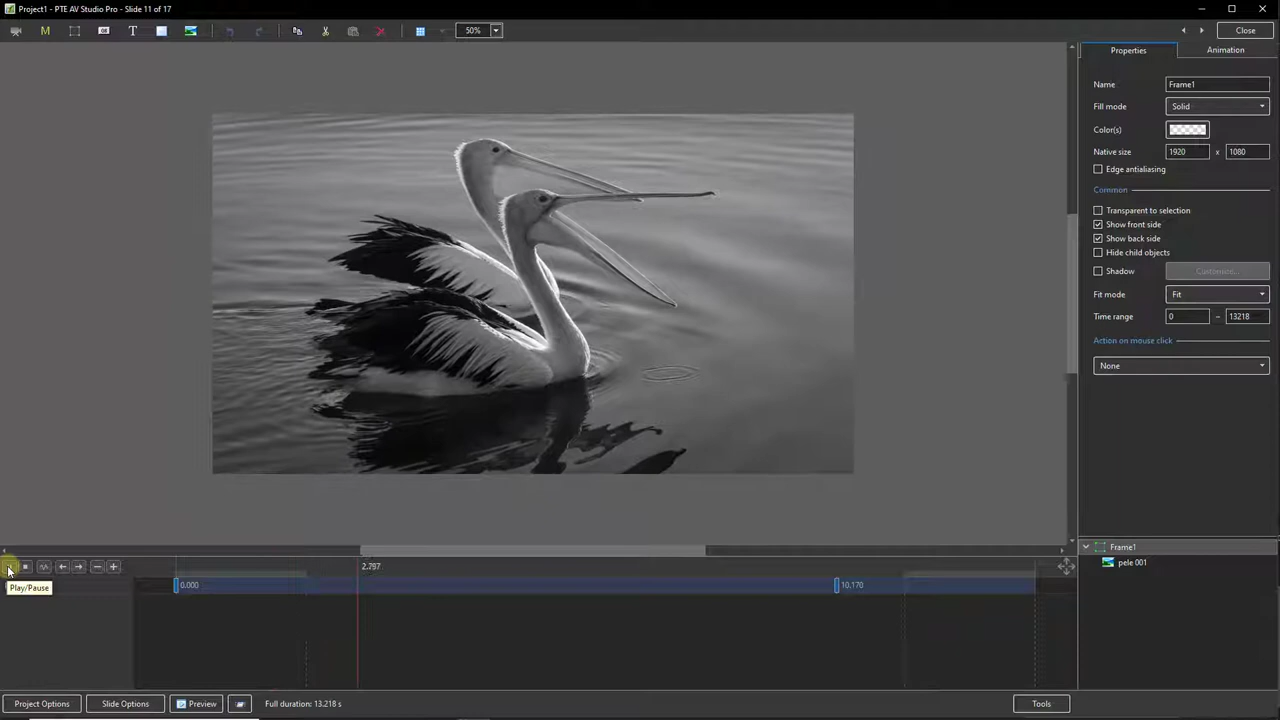 Project1 - PTE AV Studio Pro - Slide 11 of 17
M
T
50%
Close
Properties
Animation
Name
Frame1
Fill mode
Solid
Color(s)
Native size
1920
x
1080
Edge antialiasing
Common
Transparent to selection
Show front side
Show back side
Hide child objects
Shadow
Customize...
Fit mode
Fit
Time range
0
-
13218
Action on mouse click
None
Frame1
pele 001
2.797
Play/Pause
0.000
10.170
Project Options
Slide Options
Preview
Full duration: 13.218 s
Tools